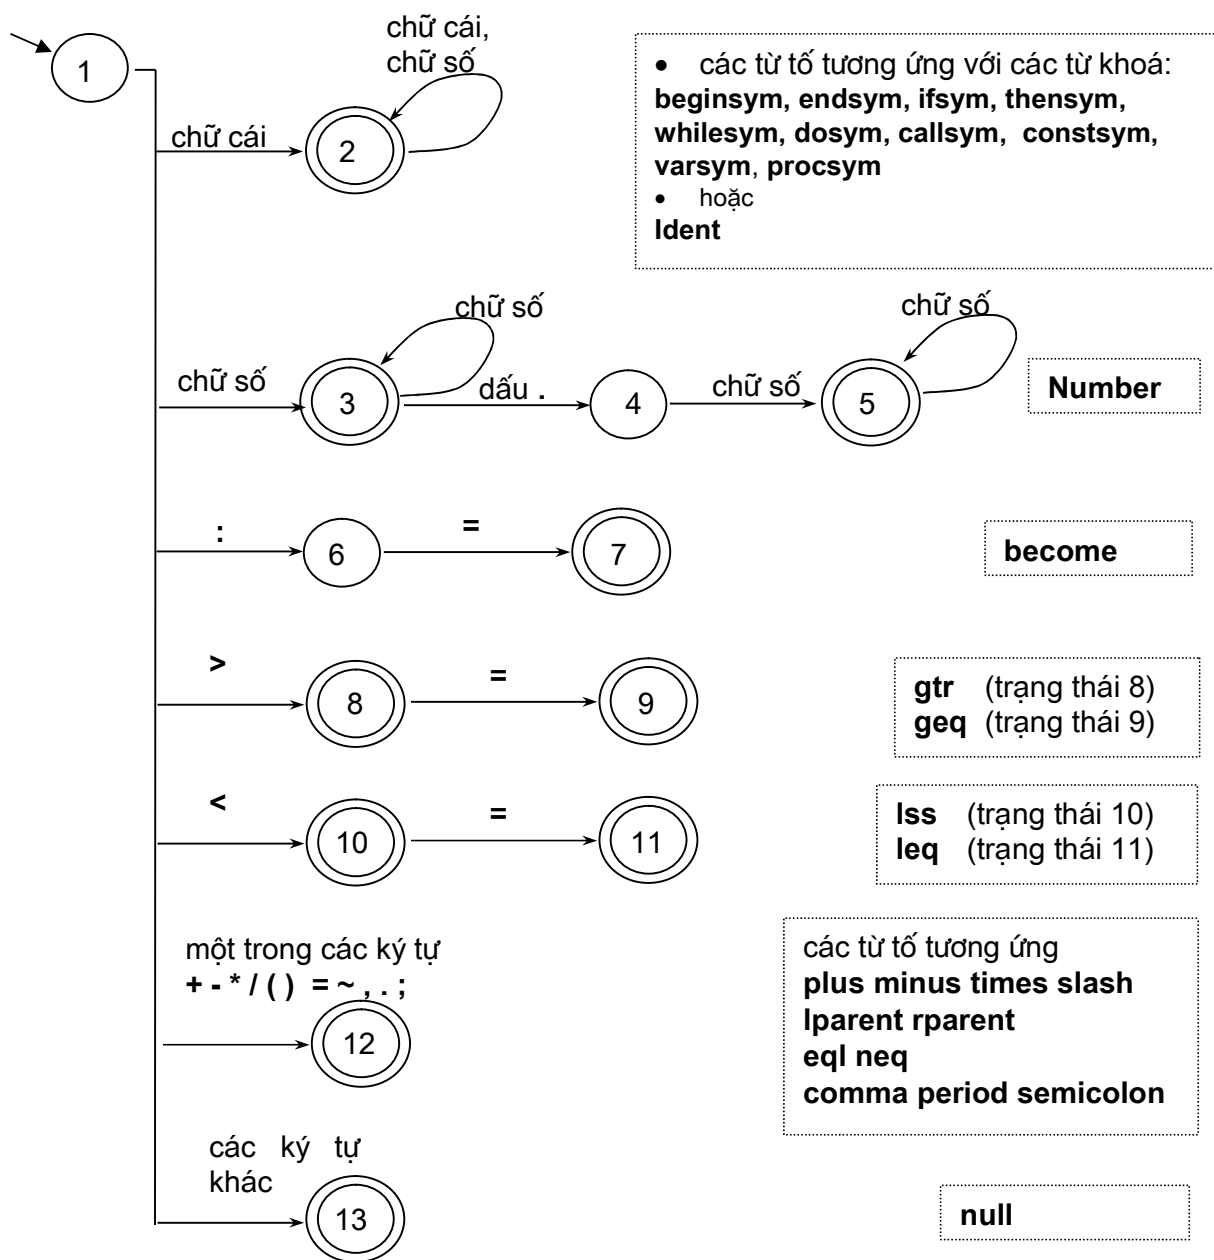 1
chữ cái,
chữ số
chữ cái
2
• các từ tố tương ứng với các từ khoá:
beginsym, endsym, ifsym, thensym,
whilesym, dosym, callsym, constsym,
varsym, procsym
• hoặc
Ident
chữ số
chữ số
chữ số
3
dấu .
4
chữ số
5
Number
:
6
=
7
become
>
8
=
9
gtr (trạng thái 8)
geq (trạng thái 9)
<
10
=
11
lss (trạng thái 10)
leq (trạng thái 11)
một trong các ký tự
+ - * / ( ) = ~ , . ;
12
các từ tố tương ứng
plus minus times slash
lparent rparent
eql neq
comma period semicolon
các ký tự
khác
13
null